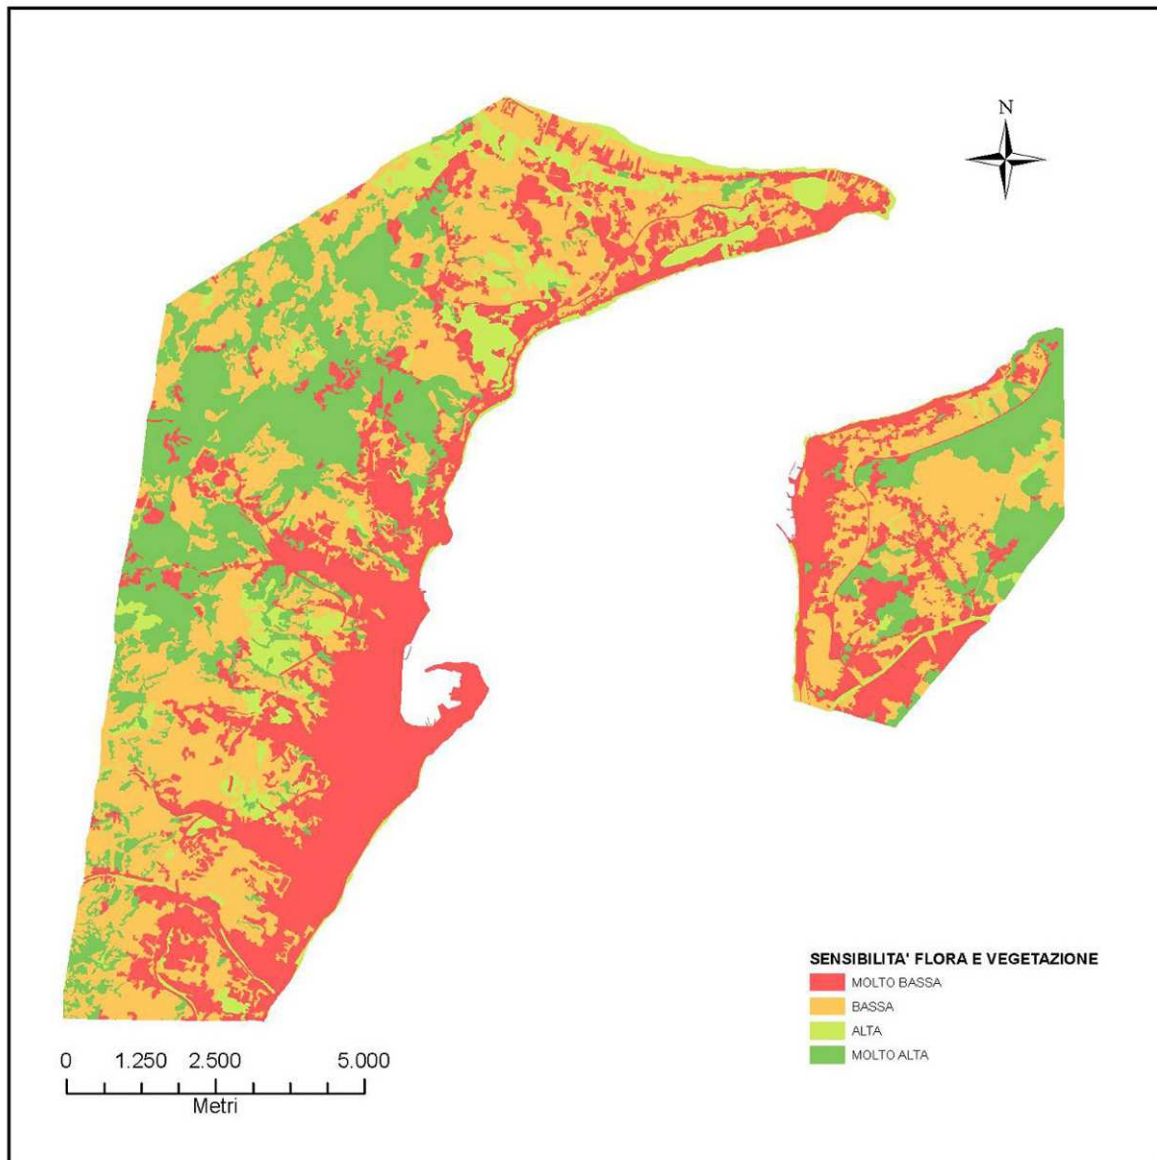 N
SENSIBILITA' FLORA E VEGETAZIONE
MOLTO BASSA
BASSA
ALTA
MOLTO ALTA
0 1.250 2.500 5.000
Metri